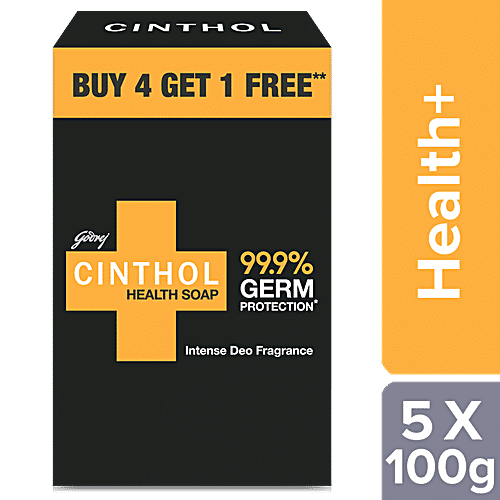 CINTHOL
BUY 4 GET 1 FREE**
Godrej
CINTHOL
HEALTH SOAP
99.9%
GERM
PROTECTION*
Intense Deo Fragrance
Health+
5 X
100g